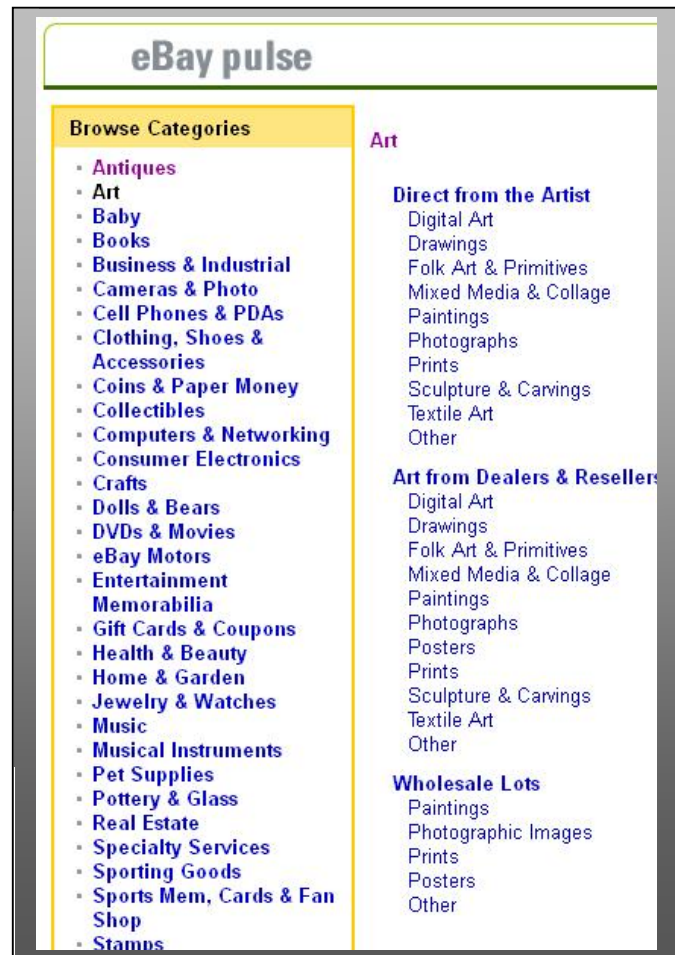 eBay pulse
Browse Categories
Antiques
Art
Baby
Books
Business & Industrial
Cameras & Photo
Cell Phones & PDAs
Clothing, Shoes &
Accessories
Coins & Paper Money
Collectibles
Computers & Networking
Consumer Electronics
Crafts
Dolls & Bears
DVDs & Movies
eBay Motors
Entertainment
Memorabilia
Gift Cards & Coupons
Health & Beauty
Home & Garden
Jewelry & Watches
Music
Musical Instruments
Pet Supplies
Pottery & Glass
Real Estate
Specialty Services
Sporting Goods
Sports Mem, Cards & Fan
Shop
Stamps
Art
Direct from the Artist
Digital Art
Drawings
Folk Art & Primitives
Mixed Media & Collage
Paintings
Photographs
Prints
Sculpture & Carvings
Textile Art
Other
Art from Dealers & Resellers
Digital Art
Drawings
Folk Art & Primitives
Mixed Media & Collage
Paintings
Photographs
Posters
Prints
Sculpture & Carvings
Textile Art
Other
Wholesale Lots
Paintings
Photographic Images
Prints
Posters
Other